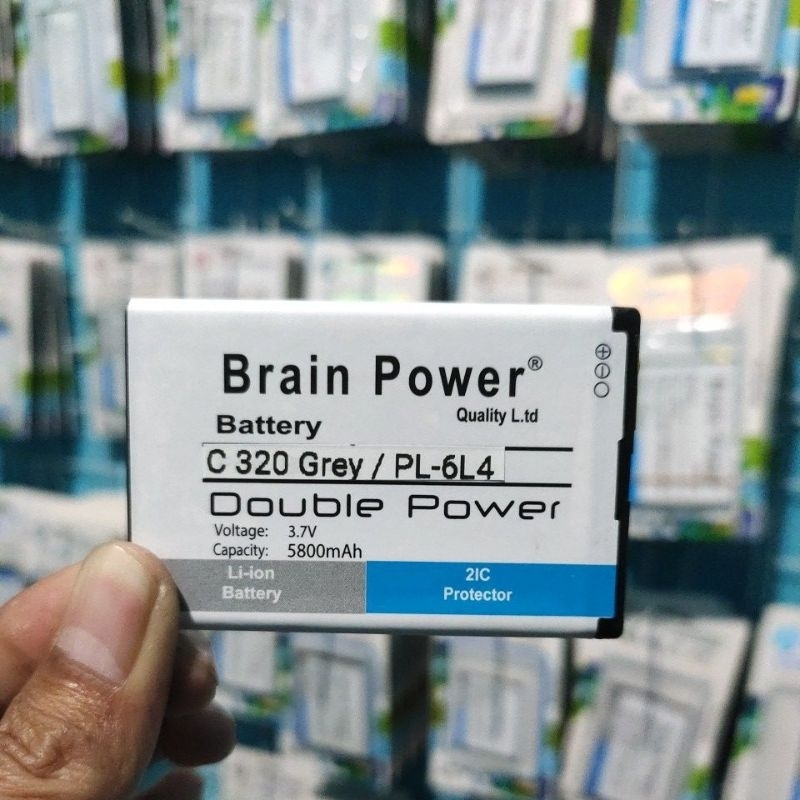 Brain Power®
Quality L.td
Battery
C 320 Grey / PL-6L4
Double Power
Voltage: 3.7V
Capacity: 5800mAh
Li-ion
Battery
2IC
Protector